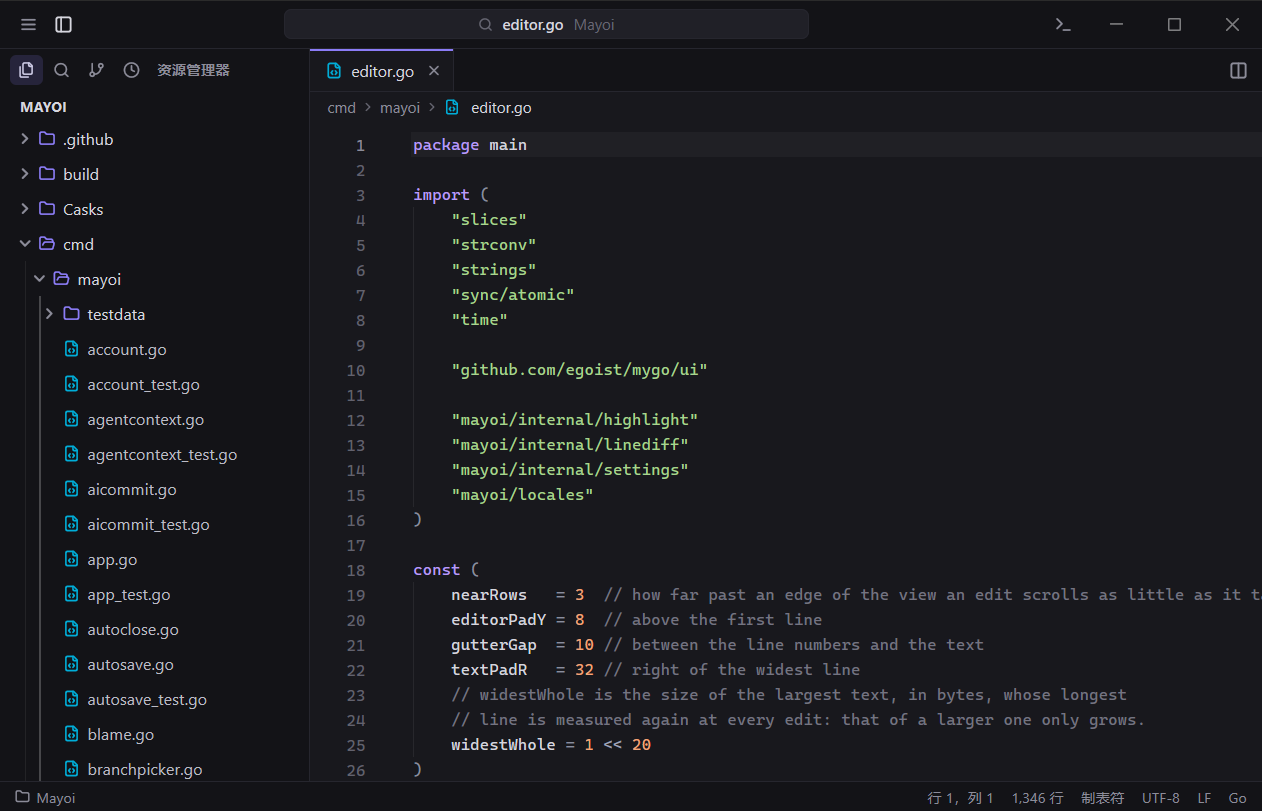 editor.go Mayoi
资源管理器
editor.go
MAYOI
cmd mayoi editor.go
.github
build
Casks
cmd
mayoi
testdata
account.go
account_test.go
agentcontext.go
agentcontext_test.go
aicommit.go
aicommit_test.go
app.go
app_test.go
autoclose.go
autosave.go
autosave_test.go
blame.go
branchpicker.go
1 package main
2
3 import (
4 "slices"
5 "strconv"
6 "strings"
7 "sync/atomic"
8 "time"
9
10 "github.com/egoist/mygo/ui"
11
12 "mayoi/internal/highlight"
13 "mayoi/internal/linediff"
14 "mayoi/internal/settings"
15 "mayoi/locales"
16 )
17
18 const (
19 nearRows = 3 // how far past an edge of the view an edit scrolls as little as it
20 editorPadY = 8 // above the first line
21 gutterGap = 10 // between the line numbers and the text
22 textPadR = 32 // right of the widest line
23 // widestWhole is the size of the largest text, in bytes, whose longest
24 // line is measured again at every edit: that of a larger one only grows.
25 widestWhole = 1 << 20
26 )
Mayoi
行 1，列 1 1,346 行 制表符 UTF-8 LF Go